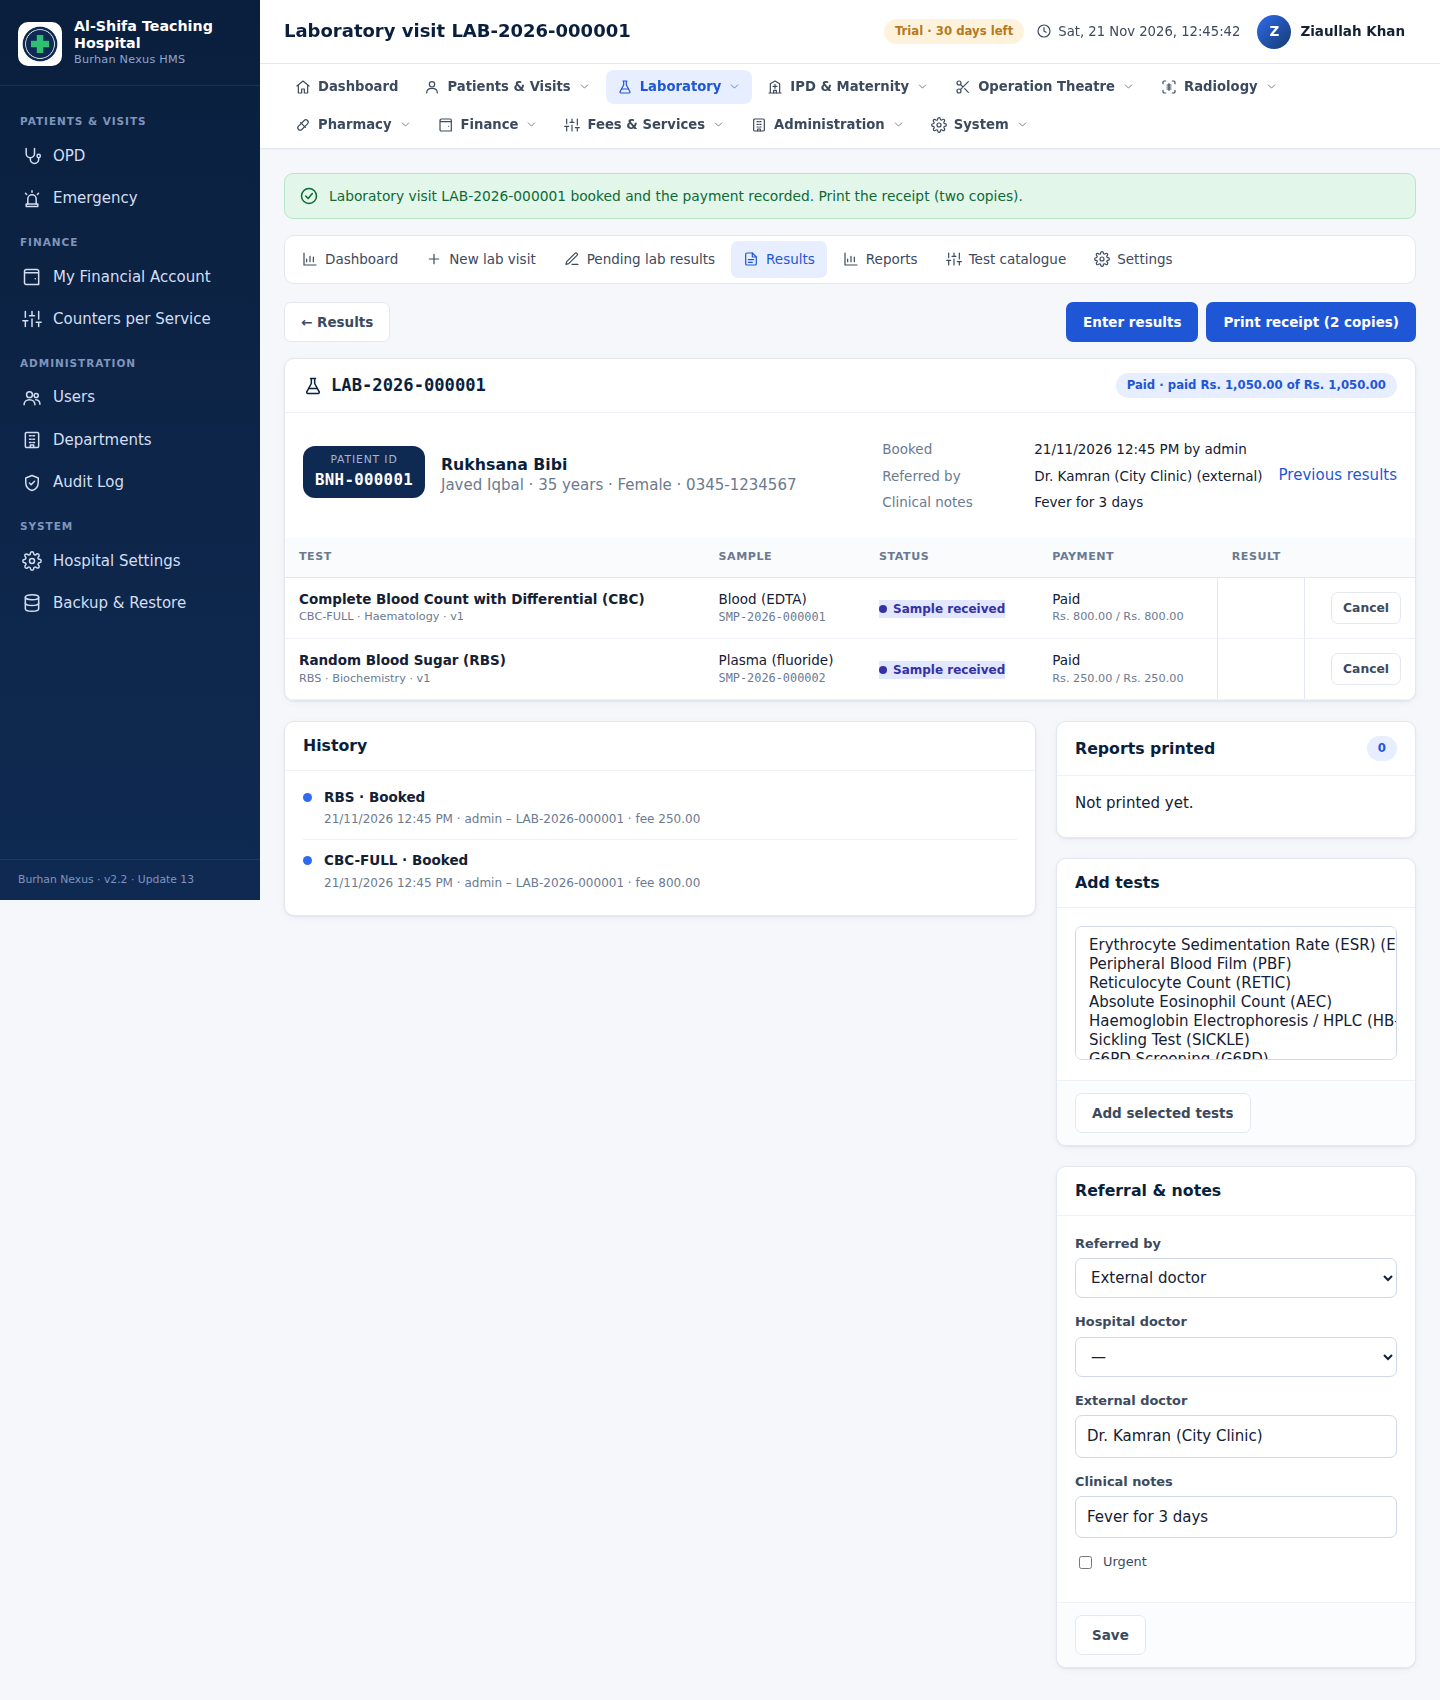 Al-Shifa Teaching
Hospital
Burhan Nexus HMS
PATIENTS & VISITS
OPD
Emergency
FINANCE
My Financial Account
Counters per Service
ADMINISTRATION
Users
Departments
Audit Log
SYSTEM
Hospital Settings
Backup & Restore
Burhan Nexus · v2.2 · Update 13
Laboratory visit LAB-2026-000001
Trial · 30 days left
Sat, 21 Nov 2026, 12:45:42
Z
Ziaullah Khan
Dashboard
Patients & Visits
Laboratory
IPD & Maternity
Operation Theatre
Radiology
Pharmacy
Finance
Fees & Services
Administration
System
Laboratory visit LAB-2026-000001 booked and the payment recorded. Print the receipt (two copies).
Dashboard
New lab visit
Pending lab results
Results
Reports
Test catalogue
Settings
← Results
Enter results
Print receipt (2 copies)
LAB-2026-000001
Paid · paid Rs. 1,050.00 of Rs. 1,050.00
PATIENT ID
BNH-000001
Rukhsana Bibi
Javed Iqbal · 35 years · Female · 0345-1234567
Booked 21/11/2026 12:45 PM by admin
Referred by Dr. Kamran (City Clinic) (external)
Clinical notes Fever for 3 days
Previous results
TEST SAMPLE STATUS PAYMENT RESULT
Complete Blood Count with Differential (CBC)
CBC-FULL · Haematology · v1
Blood (EDTA)
SMP-2026-000001
Sample received
Paid
Rs. 800.00 / Rs. 800.00
Cancel
Random Blood Sugar (RBS)
RBS · Biochemistry · v1
Plasma (fluoride)
SMP-2026-000002
Sample received
Paid
Rs. 250.00 / Rs. 250.00
Cancel
History
RBS · Booked
21/11/2026 12:45 PM · admin – LAB-2026-000001 · fee 250.00
CBC-FULL · Booked
21/11/2026 12:45 PM · admin – LAB-2026-000001 · fee 800.00
Reports printed
0
Not printed yet.
Add tests
Erythrocyte Sedimentation Rate (ESR) (E
Peripheral Blood Film (PBF)
Reticulocyte Count (RETIC)
Absolute Eosinophil Count (AEC)
Haemoglobin Electrophoresis / HPLC (HB-
Sickling Test (SICKLE)
G6PD Screening (G6PD)
Add selected tests
Referral & notes
Referred by
External doctor
Hospital doctor
—
External doctor
Dr. Kamran (City Clinic)
Clinical notes
Fever for 3 days
Urgent
Save